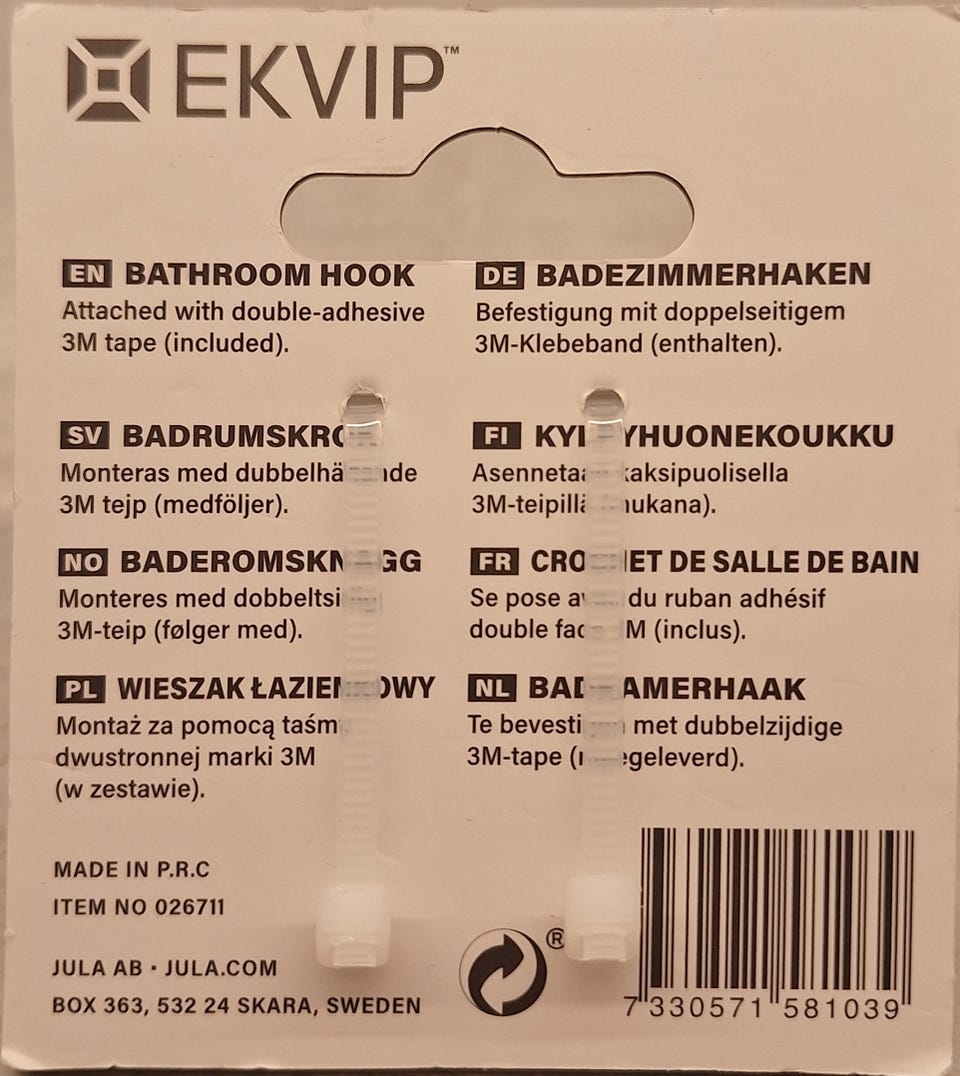 EKVIP™
EN BATHROOM HOOK
Attached with double-adhesive
3M tape (included).
SV
Monteras med
3M tejp (medföljer).
NO
Monteres med
3M-teip (følger med).
PL WIESZAK
Montaż za pomocą
dwustronnej marki 3M
(w zestawie).
MADE IN P.R.C
ITEM NO 026711
JULA AB · JULA.COM
BOX 363, 532 24 SKARA, SWEDEN
DE BADEZIMMERHAKEN
Befestigung mit doppelseitigem
3M-Klebeband (enthalten).
FI
FR DE SALLE DE BAIN
Se pose du ruban adhésif
double (inclus).
NL
Te met dubbelzijdige
3M-tape
®
7 330571 581039